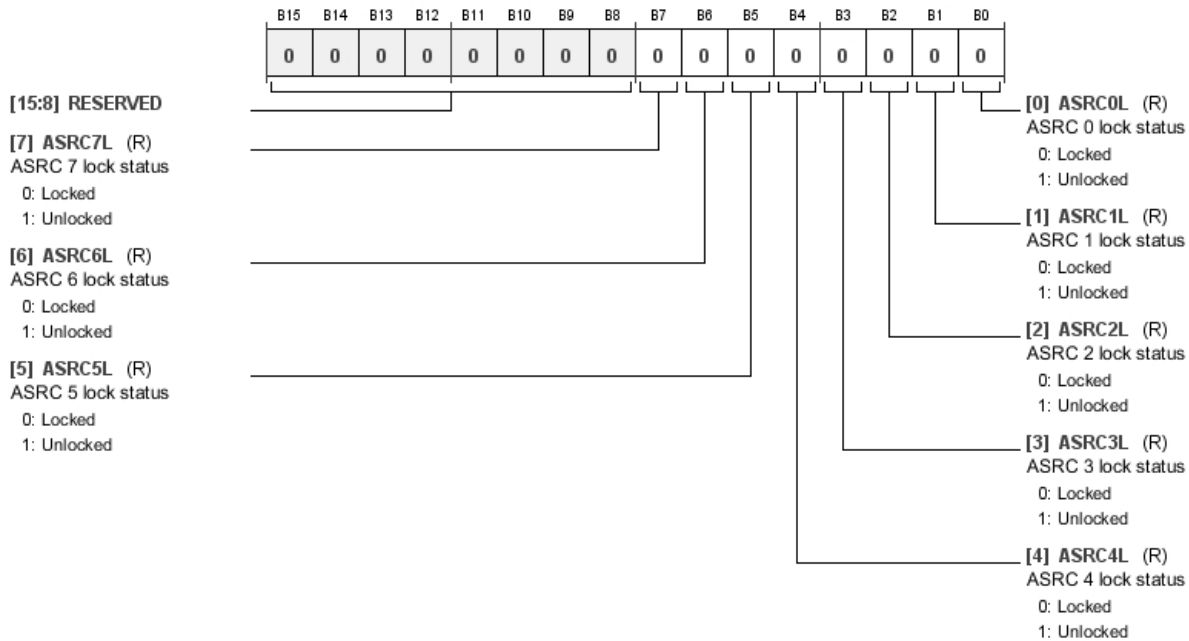 B15 B14 B13 B12 B11 B10 B9 B8 B7 B6 B5 B4 B3 B2 B1 B0
0 0 0 0 0 0 0 0 0 0 0 0 0 0 0 0
[15:8] RESERVED
[7] ASRC7L (R)
ASRC 7 lock status
0: Locked
1: Unlocked
[6] ASRC6L (R)
ASRC 6 lock status
0: Locked
1: Unlocked
[5] ASRC5L (R)
ASRC 5 lock status
0: Locked
1: Unlocked
[0] ASRC0L (R)
ASRC 0 lock status
0: Locked
1: Unlocked
[1] ASRC1L (R)
ASRC 1 lock status
0: Locked
1: Unlocked
[2] ASRC2L (R)
ASRC 2 lock status
0: Locked
1: Unlocked
[3] ASRC3L (R)
ASRC 3 lock status
0: Locked
1: Unlocked
[4] ASRC4L (R)
ASRC 4 lock status
0: Locked
1: Unlocked